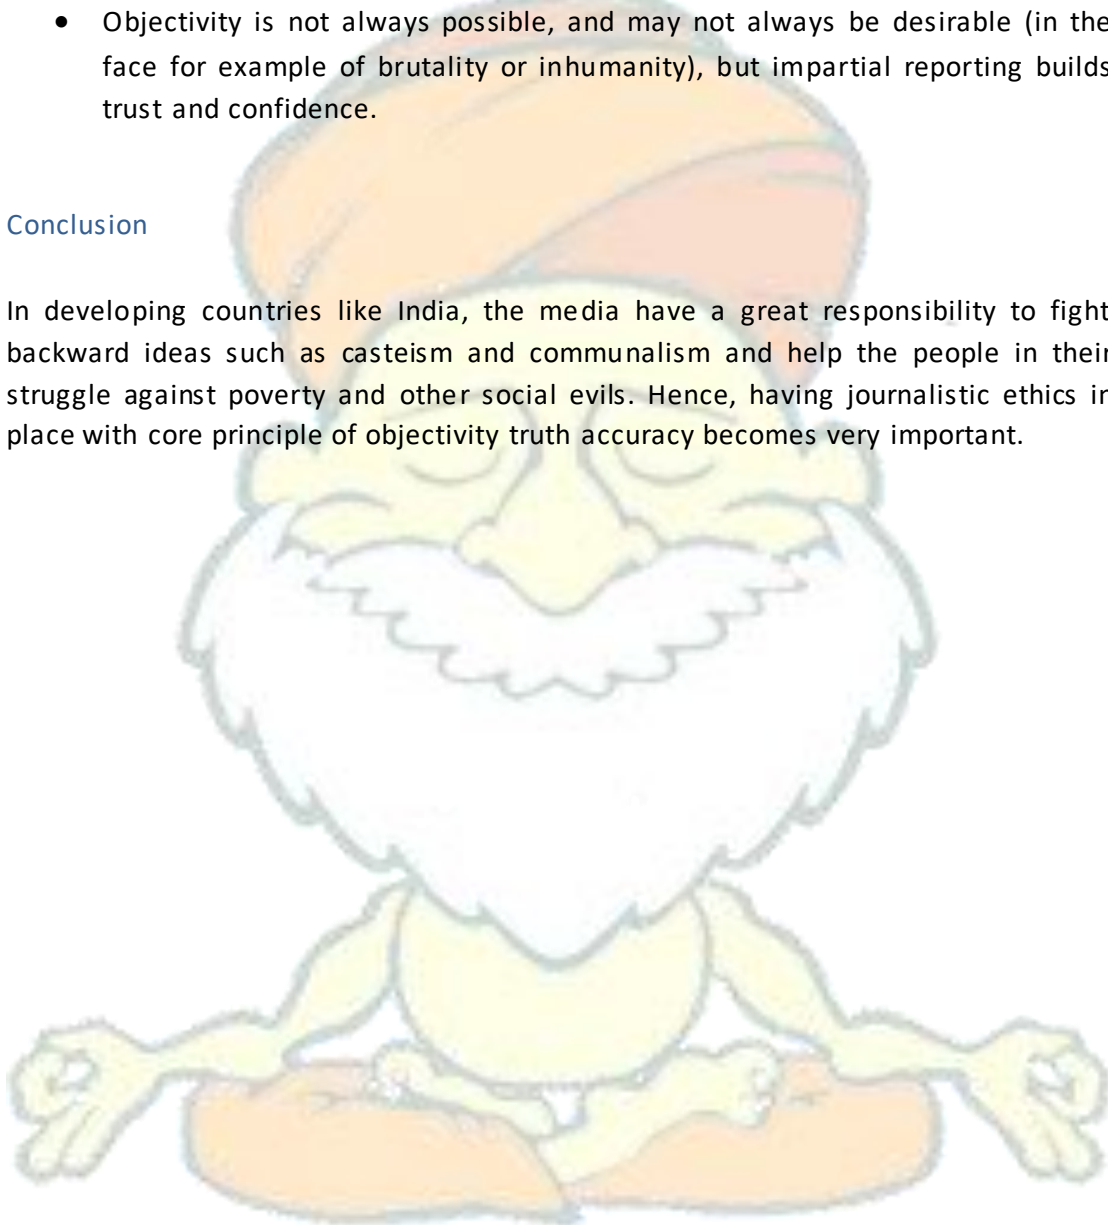 • Objectivity is not always possible, and may not always be desirable (in the
face for example of brutality or inhumanity), but impartial reporting builds
trust and confidence.
Conclusion
In developing countries like India, the media have a great responsibility to fight
backward ideas such as casteism and communalism and help the people in their
struggle against poverty and other social evils. Hence, having journalistic ethics in
place with core principle of objectivity truth accuracy becomes very important.